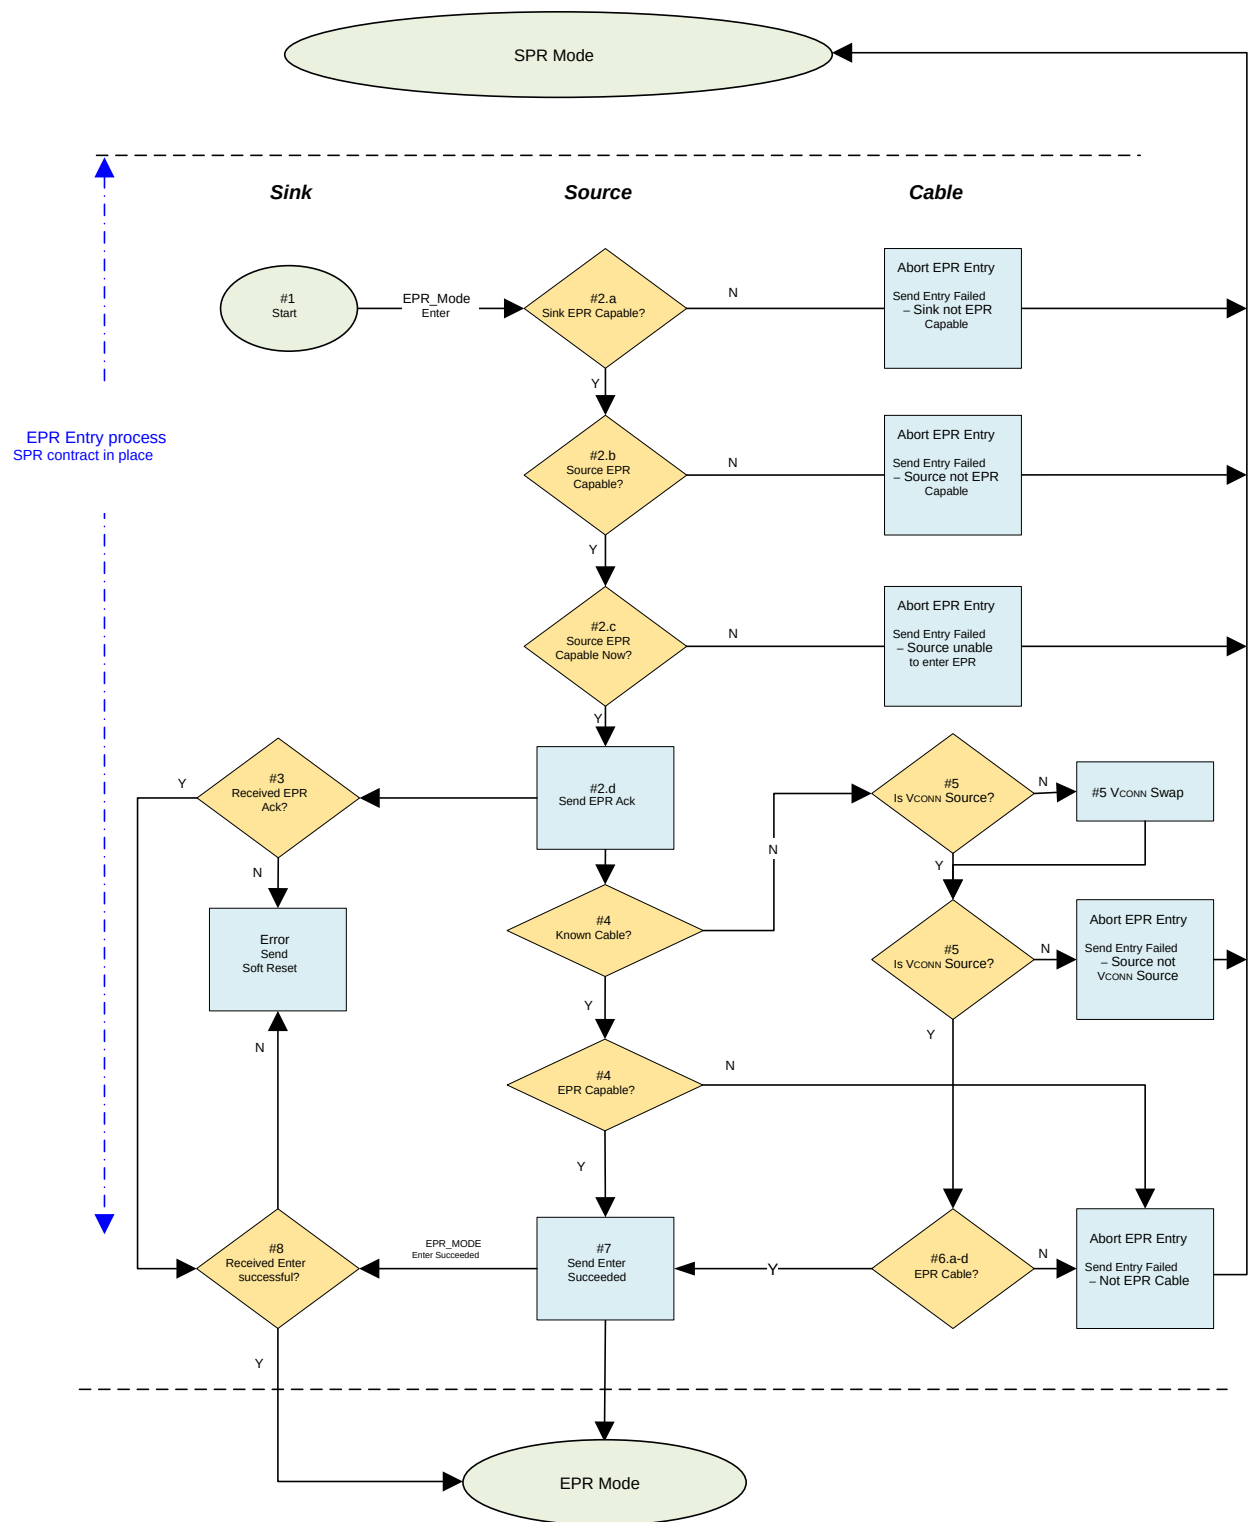 SPR Mode
Sink
Source
Cable
#1
Start
EPR_Mode
Enter
#2.a
Sink EPR Capable?
N
Abort EPR Entry
Send Entry Failed
– Sink not EPR
Capable
Y
EPR Entry process
SPR contract in place
#2.b
Source EPR
Capable?
N
Abort EPR Entry
Send Entry Failed
– Source not EPR
Capable
Y
#2.c
Source EPR
Capable Now?
N
Abort EPR Entry
Send Entry Failed
– Source unable
to enter EPR
Y
Y
#3
Received EPR
Ack?
#2.d
Send EPR Ack
#5
Is VCONN Source?
N
#5 VCONN Swap
N
N
Y
#4
Known Cable?
Error
Send
Soft Reset
#5
Is VCONN Source?
N
Abort EPR Entry
Send Entry Failed
– Source not
VCONN Source
Y
N
Y
#4
EPR Capable?
N
Y
#8
Received Enter
successful?
EPR_MODE
Enter Succeeded
#7
Send Enter
Succeeded
Y
#6.a-d
EPR Cable?
N
Abort EPR Entry
Send Entry Failed
– Not EPR Cable
Y
EPR Mode